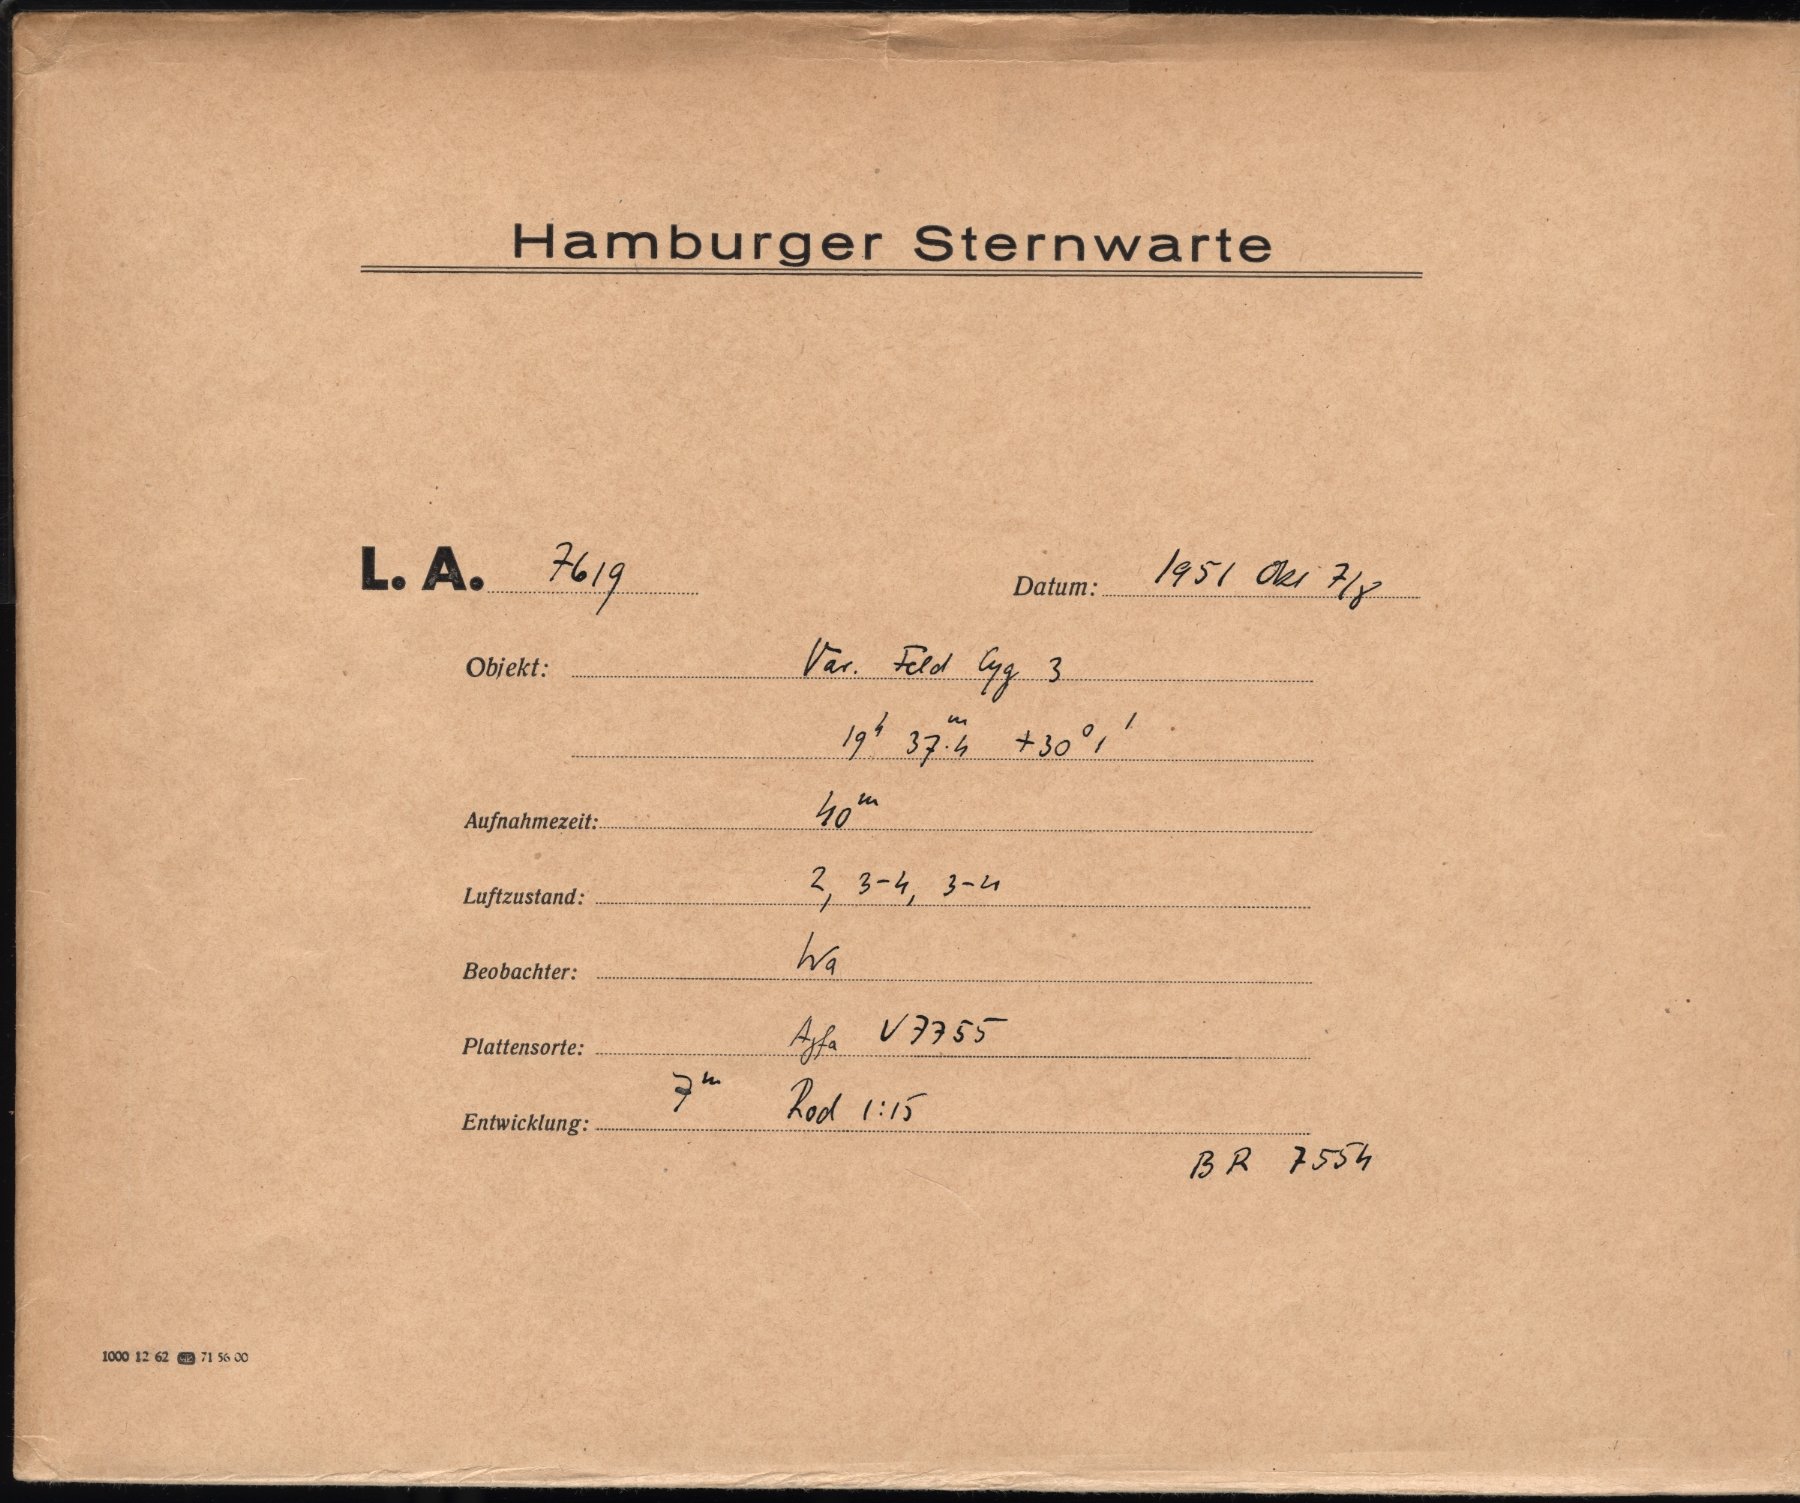 Hamburger Sternwarte
L. A. 7619 Datum: 1951 Okt 7/8
Objekt: Var. Feld Cyg 3
19h 37.4m +30° 1'
Aufnahmezeit: 40m
Luftzustand: 2, 3-4, 3-4
Beobachter: Wa
Plattensorte: Agfa V7755
Entwicklung: 7m Rod 1:15
BR 7554
1000 12 62 71 56 00